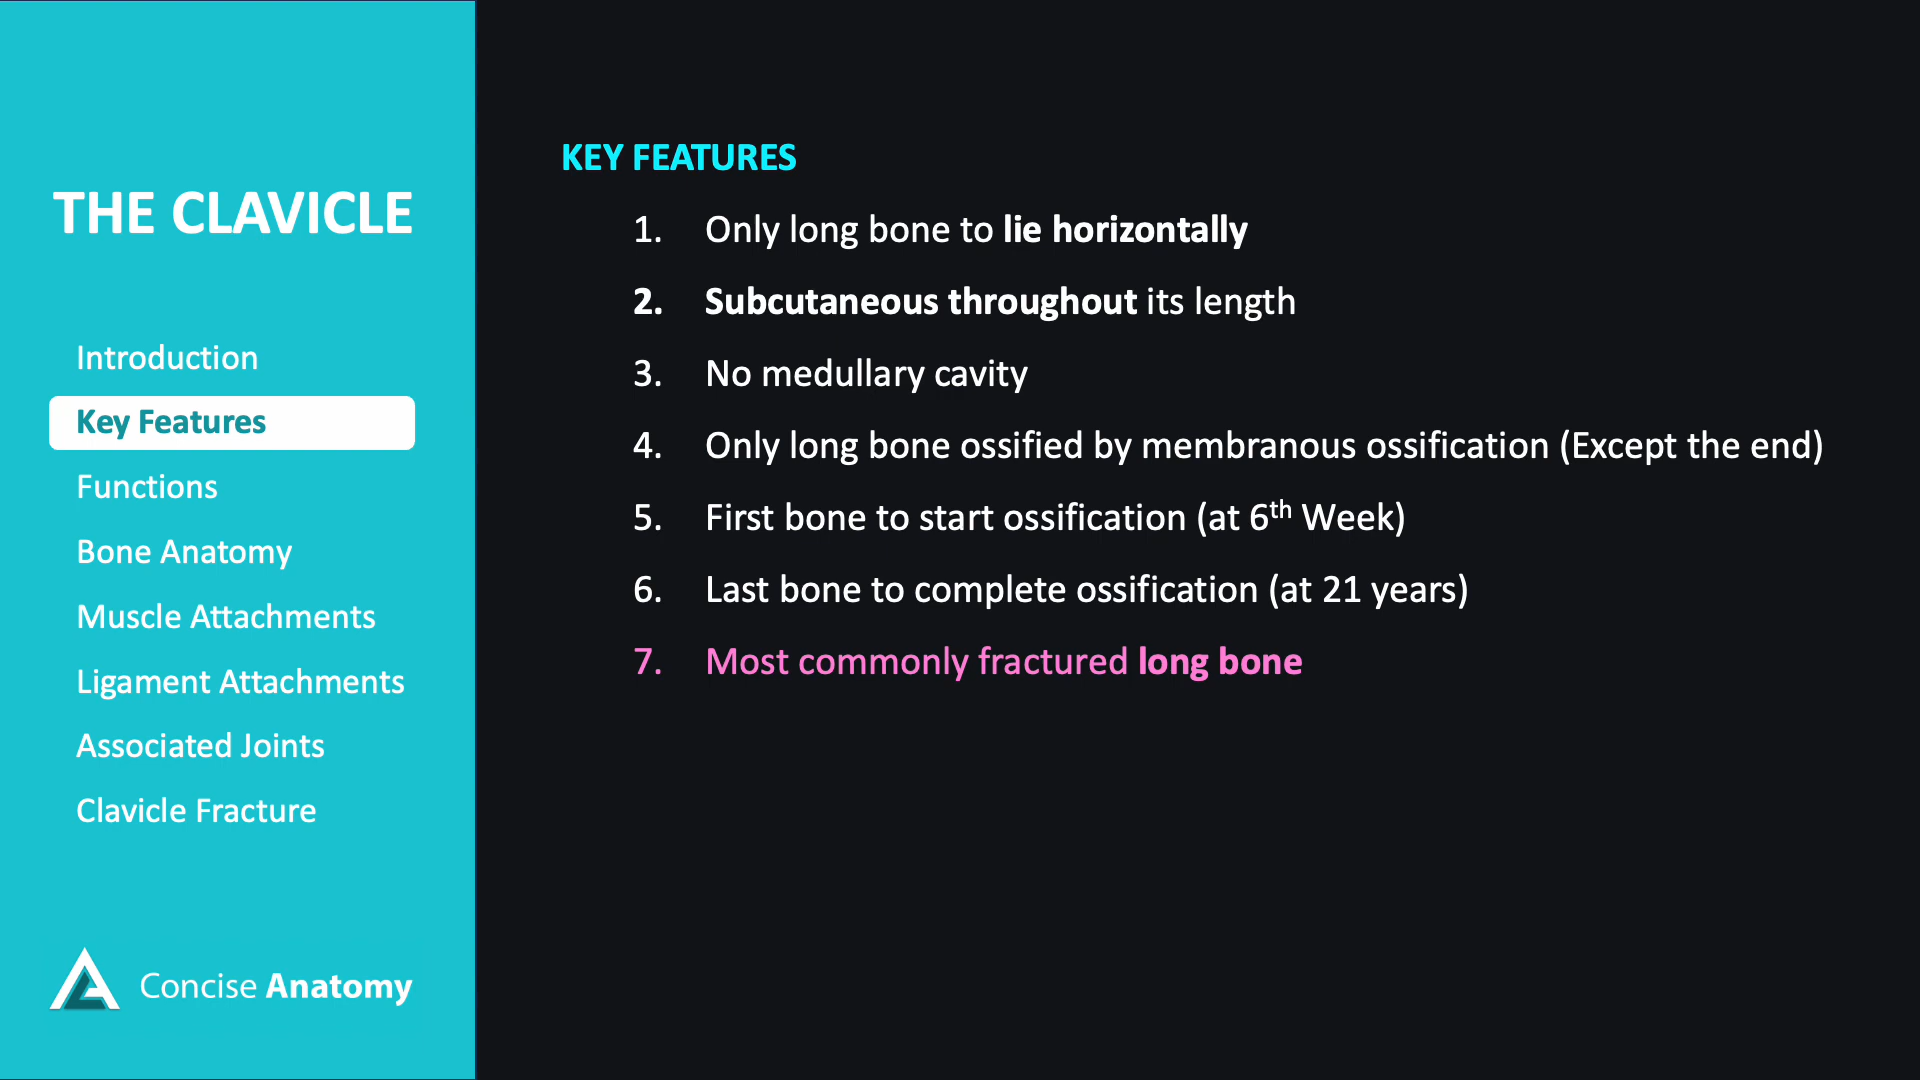 THE CLAVICLE
Introduction
Key Features
Functions
Bone Anatomy
Muscle Attachments
Ligament Attachments
Associated Joints
Clavicle Fracture
Concise Anatomy
KEY FEATURES
1. Only long bone to lie horizontally
2. Subcutaneous throughout its length
3. No medullary cavity
4. Only long bone ossified by membranous ossification (Except the end)
5. First bone to start ossification (at 6th Week)
6. Last bone to complete ossification (at 21 years)
7. Most commonly fractured long bone